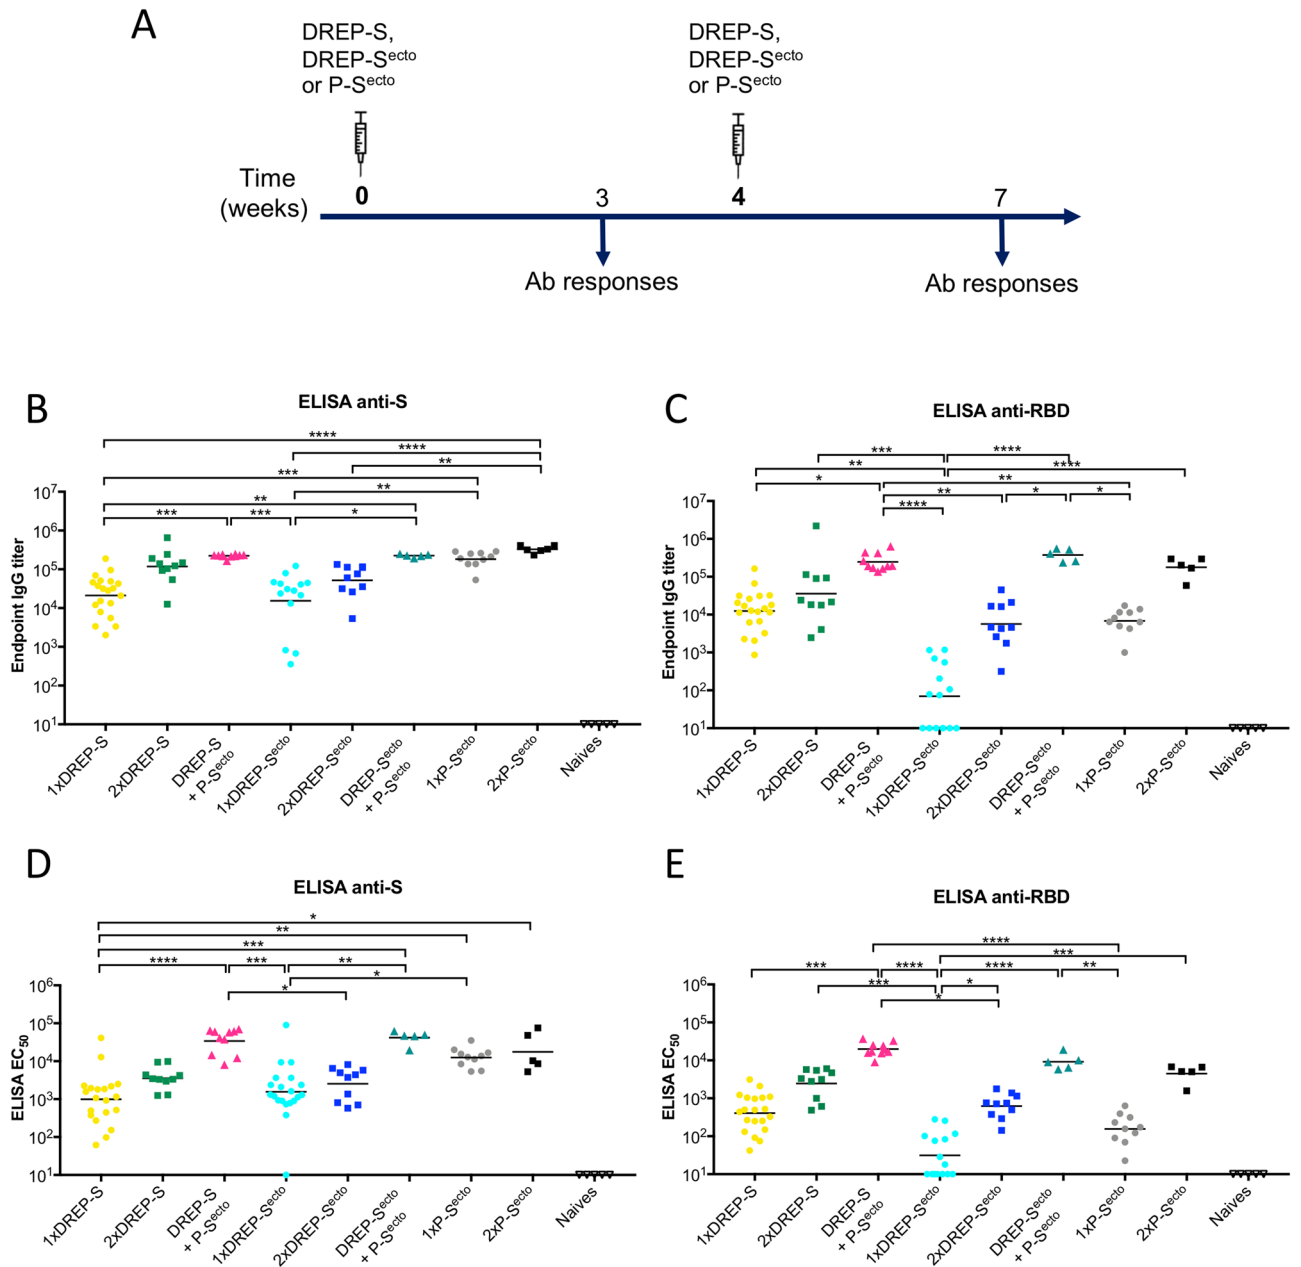 A
DREP-S,
DREP-Secto
or P-Secto
DREP-S,
DREP-Secto
or P-Secto
Time
(weeks)
0
3
4
7
Ab responses
Ab responses
B
ELISA anti-S
****
****
**
***
**
**
***
***
*
Endpoint IgG titer
10⁷
10⁶
10⁵
10⁴
10³
10²
10¹
1xDREP-S
2xDREP-S
DREP-S
+ P-Secto
1xDREP-Secto
2xDREP-Secto
DREP-Secto
+ P-Secto
1xP-Secto
2xP-Secto
Naives
C
ELISA anti-RBD
***
****
**
****
*
**
**
*
*
****
Endpoint IgG titer
10⁷
10⁶
10⁵
10⁴
10³
10²
10¹
1xDREP-S
2xDREP-S
DREP-S
+ P-Secto
1xDREP-Secto
2xDREP-Secto
DREP-Secto
+ P-Secto
1xP-Secto
2xP-Secto
Naives
D
ELISA anti-S
*
**
***
****
***
**
*
*
ELISA EC50
10⁶
10⁵
10⁴
10³
10²
10¹
1xDREP-S
2xDREP-S
DREP-S
+ P-Secto
1xDREP-Secto
2xDREP-Secto
DREP-Secto
+ P-Secto
1xP-Secto
2xP-Secto
Naives
E
ELISA anti-RBD
****
***
***
****
****
**
***
*
*
ELISA EC50
10⁶
10⁵
10⁴
10³
10²
10¹
1xDREP-S
2xDREP-S
DREP-S
+ P-Secto
1xDREP-Secto
2xDREP-Secto
DREP-Secto
+ P-Secto
1xP-Secto
2xP-Secto
Naives